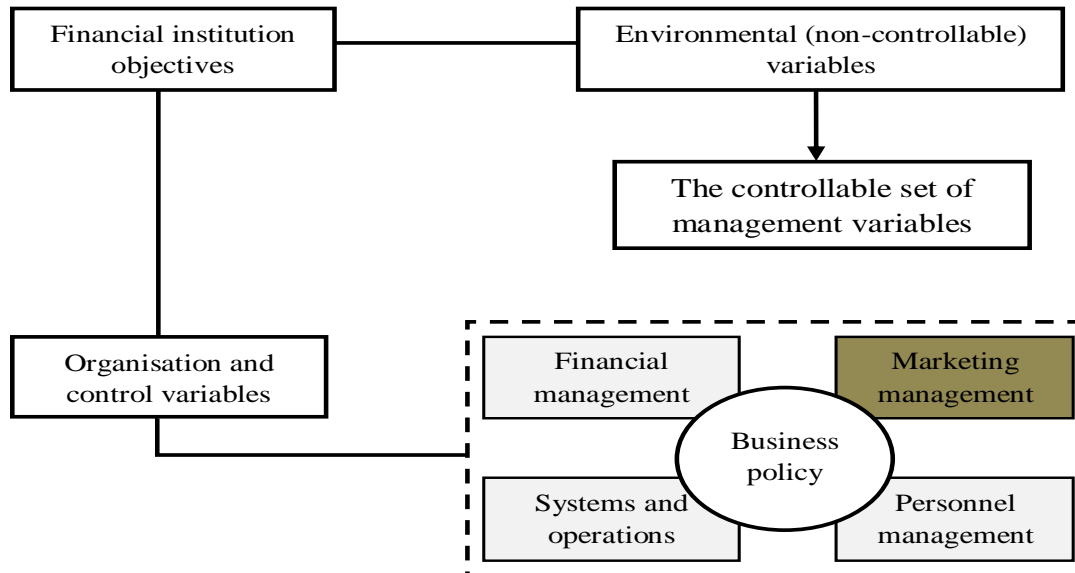 Financial institution
objectives
Environmental (non-controllable)
variables
The controllable set of
management variables
Organisation and
control variables
Financial
management
Marketing
management
Business
policy
Systems and
operations
Personnel
management